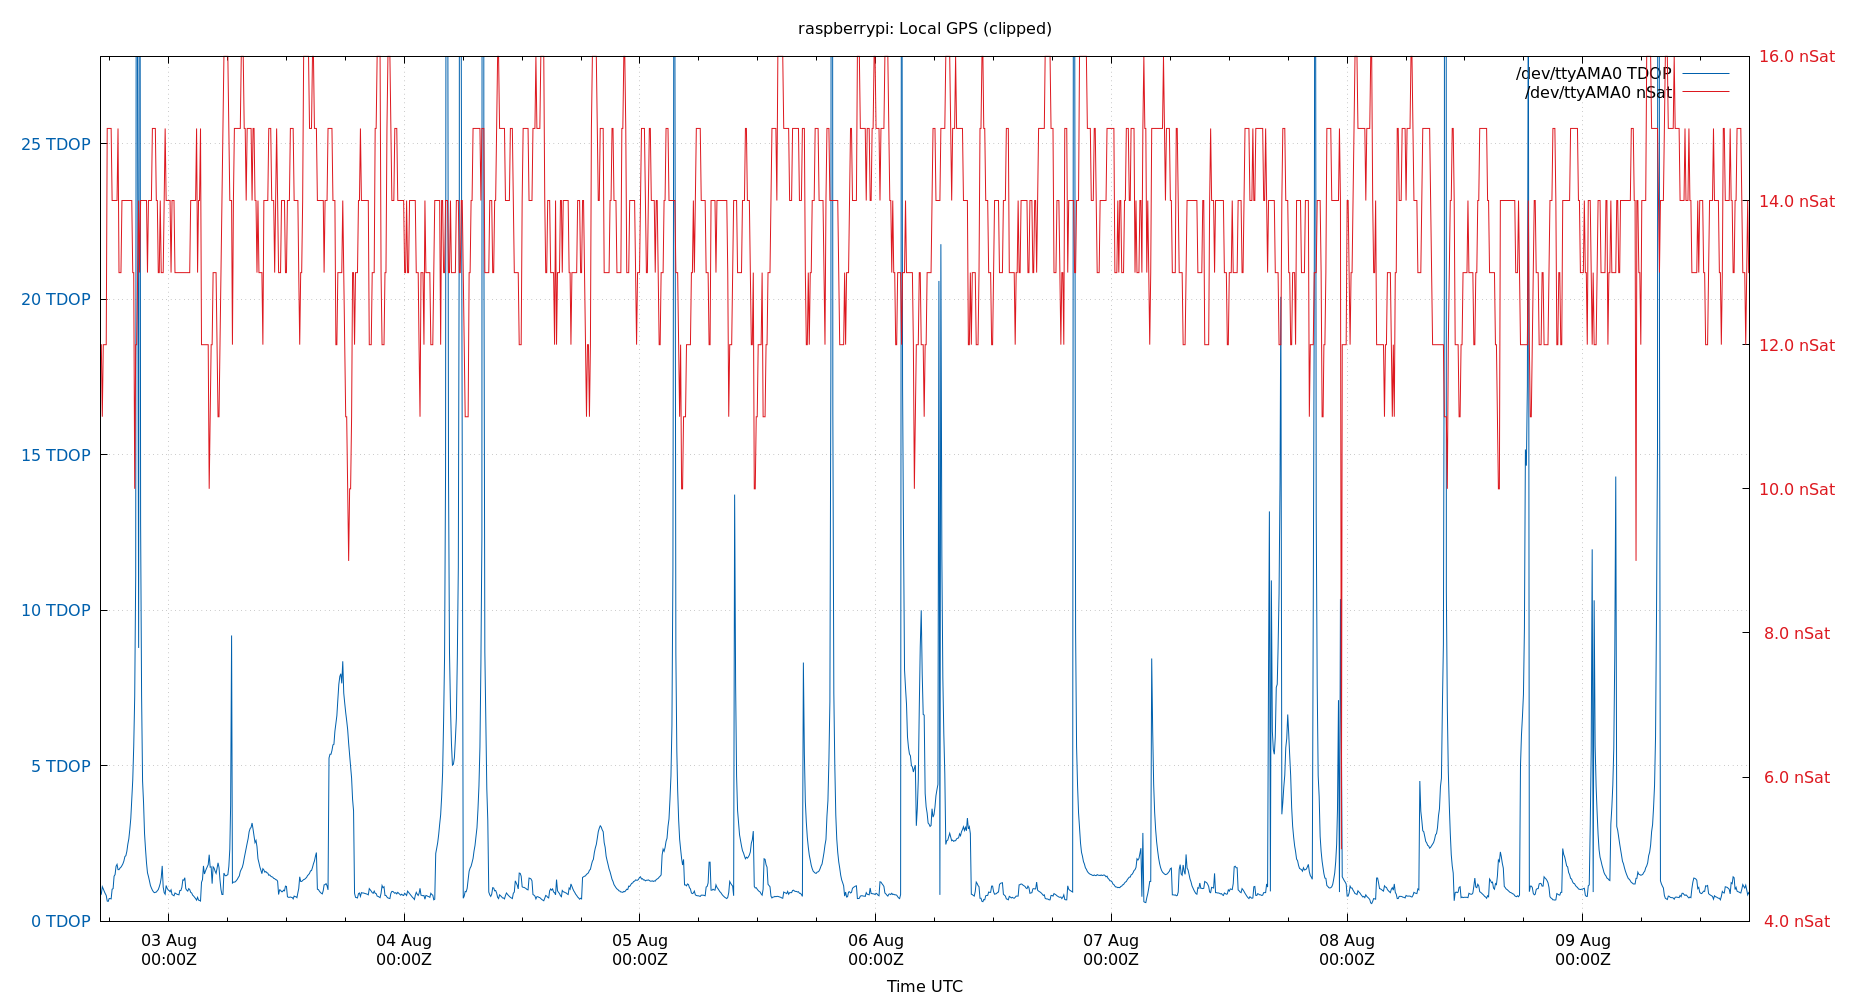 raspberrypi: Local GPS (clipped)
/dev/ttyAMA0 TDOP
/dev/ttyAMA0 nSat
25 TDOP
20 TDOP
15 TDOP
10 TDOP
5 TDOP
0 TDOP
16.0 nSat
14.0 nSat
12.0 nSat
10.0 nSat
8.0 nSat
6.0 nSat
4.0 nSat
03 Aug 04 Aug 05 Aug 06 Aug 07 Aug 08 Aug 09 Aug
00:00Z 00:00Z 00:00Z 00:00Z 00:00Z 00:00Z 00:00Z
Time UTC